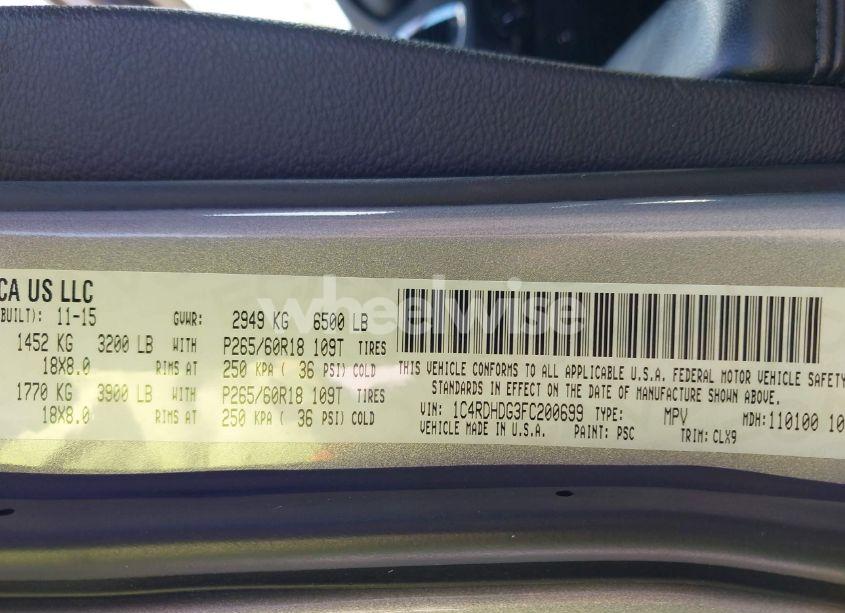 CA US LLC
BUILT): 11-15 GVWR: 2949 KG 6500 LB
1452 KG 3200 LB WITH P265/60R18 109T TIRES
18X8.0 RIMS AT 250 KPA ( 36 PSI) COLD
1770 KG 3900 LB WITH P265/60R18 109T TIRES
18X8.0 RIMS AT 250 KPA ( 36 PSI) COLD
THIS VEHICLE CONFORMS TO ALL APPLICABLE U.S.A. FEDERAL MOTOR VEHICLE SAFETY
STANDARDS IN EFFECT ON THE DATE OF MANUFACTURE SHOWN ABOVE.
VIN: 1C4RDHDG3FC200699 TYPE: MPV MDH: 110100 10
VEHICLE MADE IN U.S.A. PAINT: PSC TRIM: CLX9
wheelwise